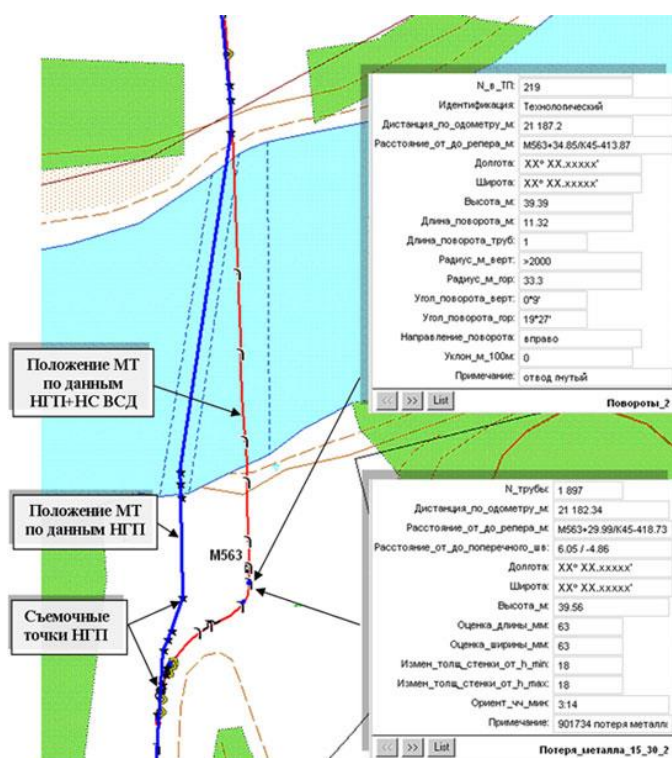 N_в_ТП: 219
Идентификация: Технологический
Дистанция_по_одометру_м: 21 187.2
Расстояние_от_до_репера_м: М563+34.85/К45-413.87
Долгота: XX° XX.xxxxx'
Широта: XX° XX.xxxxx'
Высота_м: 39.39
Длина_поворота_м: 11.32
Длина_поворота_труб: 1
Радиус_м_верт: >2000
Радиус_м_гор: 33.3
Угол_поворота_верт: 0°9'
Угол_поворота_гор: 19°27'
Направление_поворота: вправо
Уклон_м_100м: 0
Примечание: отвод гнутый
<< >> List Повороты_2
Положение МТ
по данным
НГП+НС ВСД
Положение МТ
по данным НГП
М563
Съемочные
точки НГП
N_трубы: 1 897
Дистанция_по_одометру_м: 21 182.34
Расстояние_от_до_репера_м: М563+29.99/К45-418.73
Расстояние_от_до_поперечного_шв: 6.05 / -4.86
Долгота: XX° XX.xxxxx'
Широта: XX° XX.xxxxx'
Высота_м: 39.56
Оценка_длины_мм: 63
Оценка_ширины_мм: 63
Измен_толщ_стенки_от_h_min: 18
Измен_толщ_стенки_от_h_max: 18
Ориент_чч_мин: 3:14
Примечание: 901734 потеря металл
<< >> List Потеря_металла_15_30_2